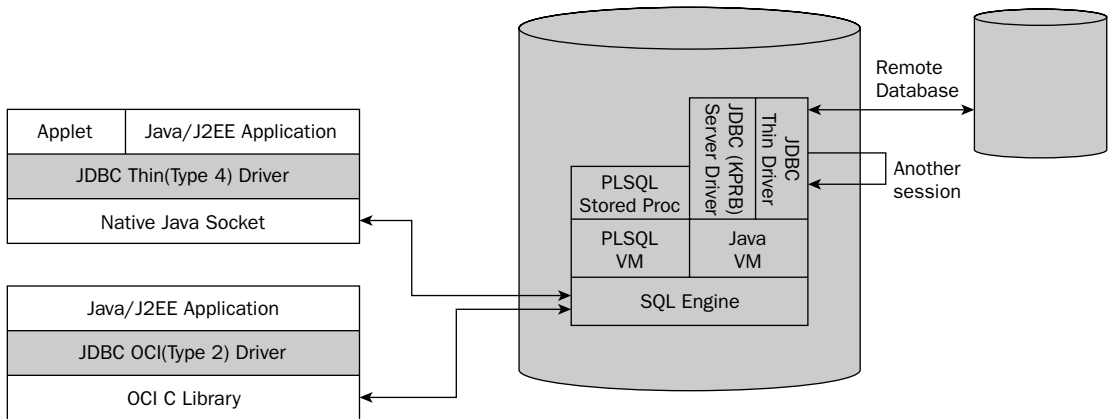 Applet
Java/J2EE Application
JDBC Thin(Type 4) Driver
Native Java Socket
Java/J2EE Application
JDBC OCI(Type 2) Driver
OCI C Library
PLSQL
Stored Proc
JDBC (KPRB)
Server Driver
JDBC
Thin Driver
PLSQL
VM
Java
VM
SQL Engine
Remote
Database
Another
session